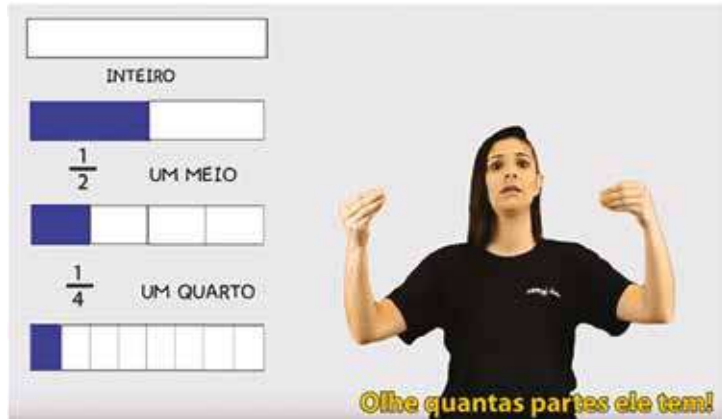 INTEIRO
1
2
UM MEIO
1
4
UM QUARTO
Olhe quantas partes ele tem!